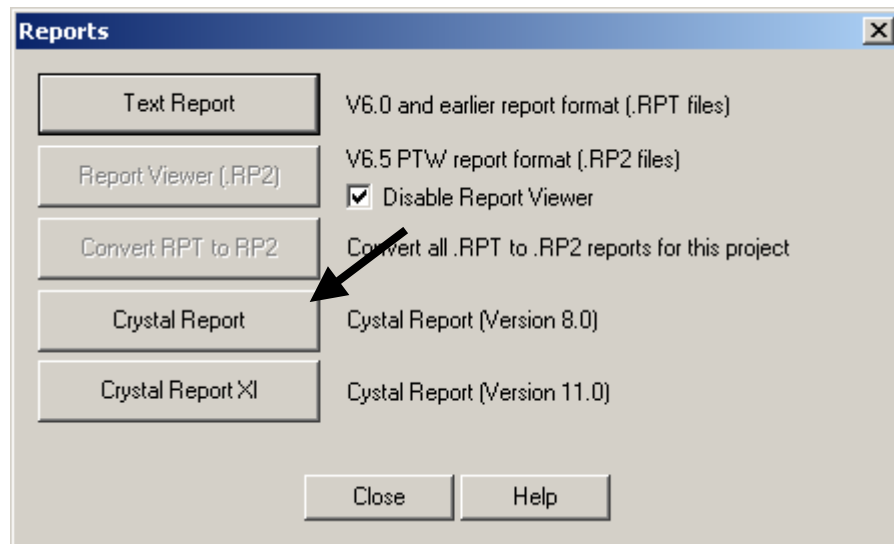 Reports
Text Report V6.0 and earlier report format (.RPT files)
Report Viewer (.RP2) V6.5 PTW report format (.RP2 files)
Disable Report Viewer
Convert RPT to RP2 Convert all .RPT to .RP2 reports for this project
Crystal Report Cystal Report (Version 8.0)
Crystal Report XI Cystal Report (Version 11.0)
Close Help